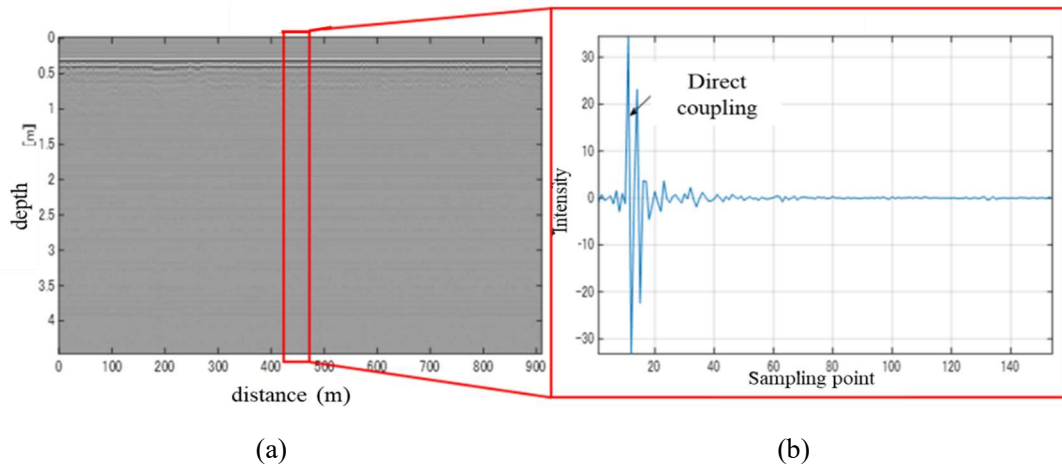 0
0.5
1
1.5
2
2.5
3
3.5
4
depth
[m]
0 100 200 300 400 500 600 700 800 900
distance (m)
(a)
30
20
10
0
-10
-20
-30
Intensity
Direct
coupling
20 40 60 80 100 120 140
Sampling point
(b)